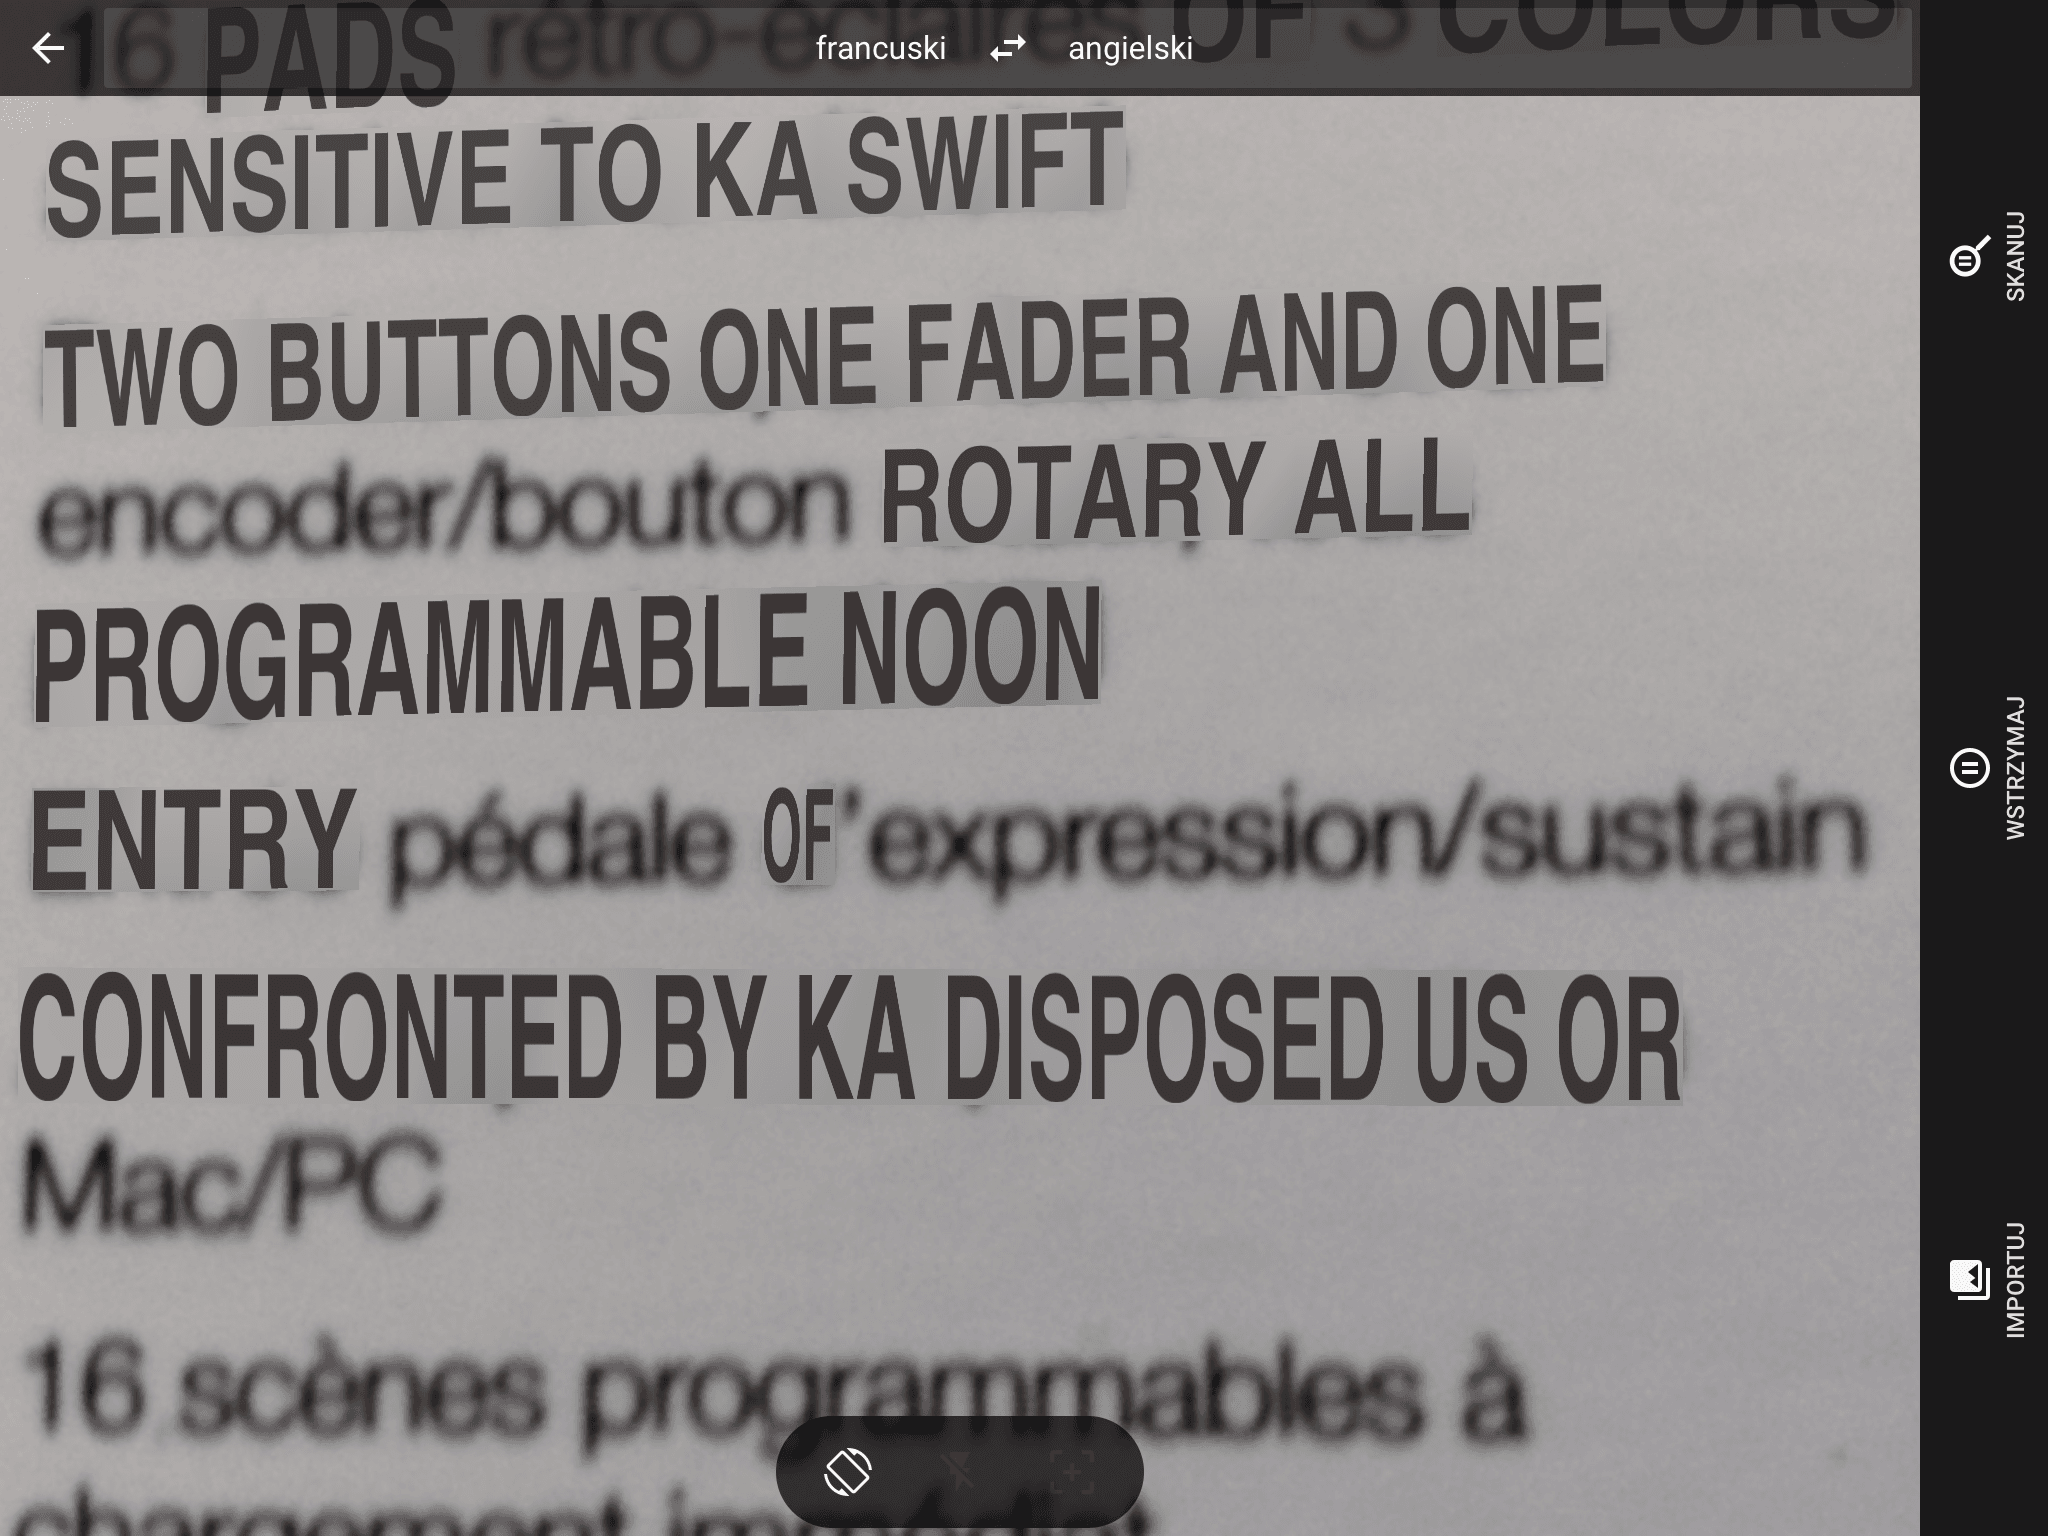 francuski angielski
16 PADS rétro-éclairés OF 3 COLORS
SENSITIVE TO KA SWIFT
TWO BUTTONS ONE FADER AND ONE
encoder/bouton ROTARY ALL
PROGRAMMABLE NOON
ENTRY pédale OF'expression/sustain
CONFRONTED BY KA DISPOSED US OR
Mac/PC
16 scènes programmables à
chargement immédiat
SKANUJ
WSTRZYMAJ
IMPORTUJ